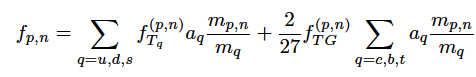 f_{p,n} = \sum_{q=u,d,s} f_{T_q}^{(p,n)} a_q \frac{m_{p,n}}{m_q} + \frac{2}{27} f_{TG}^{(p,n)} \sum_{q=c,b,t} a_q \frac{m_{p,n}}{m_q}